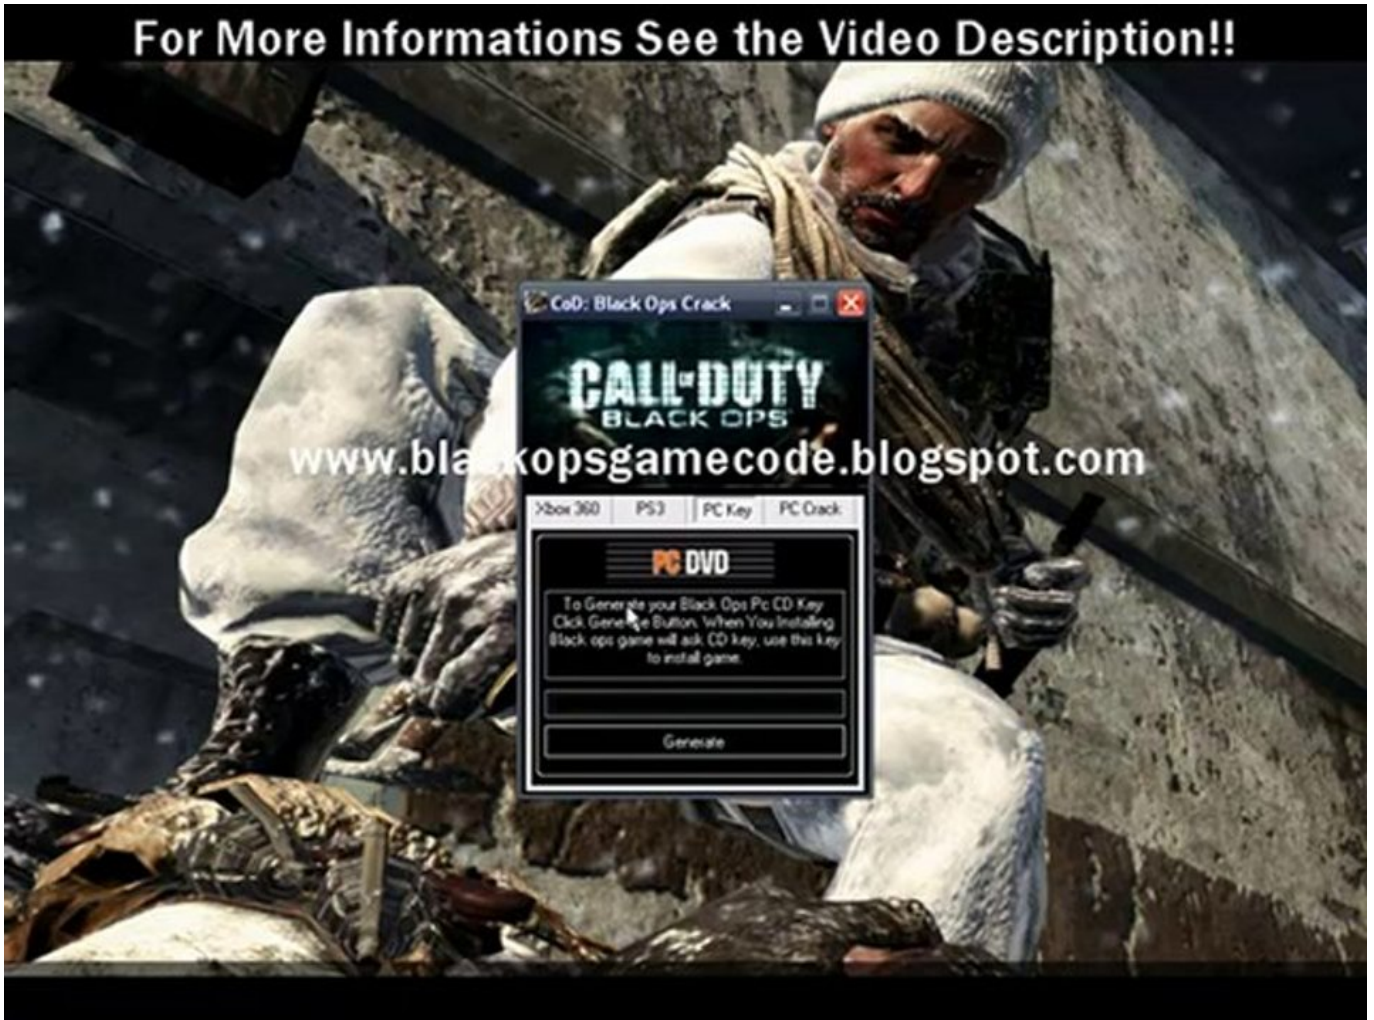 For More Informations See the Video Description!!
CoD: Black Ops Crack
CALL OF DUTY
BLACK OPS
www.blackopsgamecode.blogspot.com
Xbox 360 PS3 PC Key PC Crack
PC DVD
To Generate your Black Ops Pc CD Key
Click Generate Button. When You Installing
Black ops game will ask CD key, use this key
to install game.
Generate